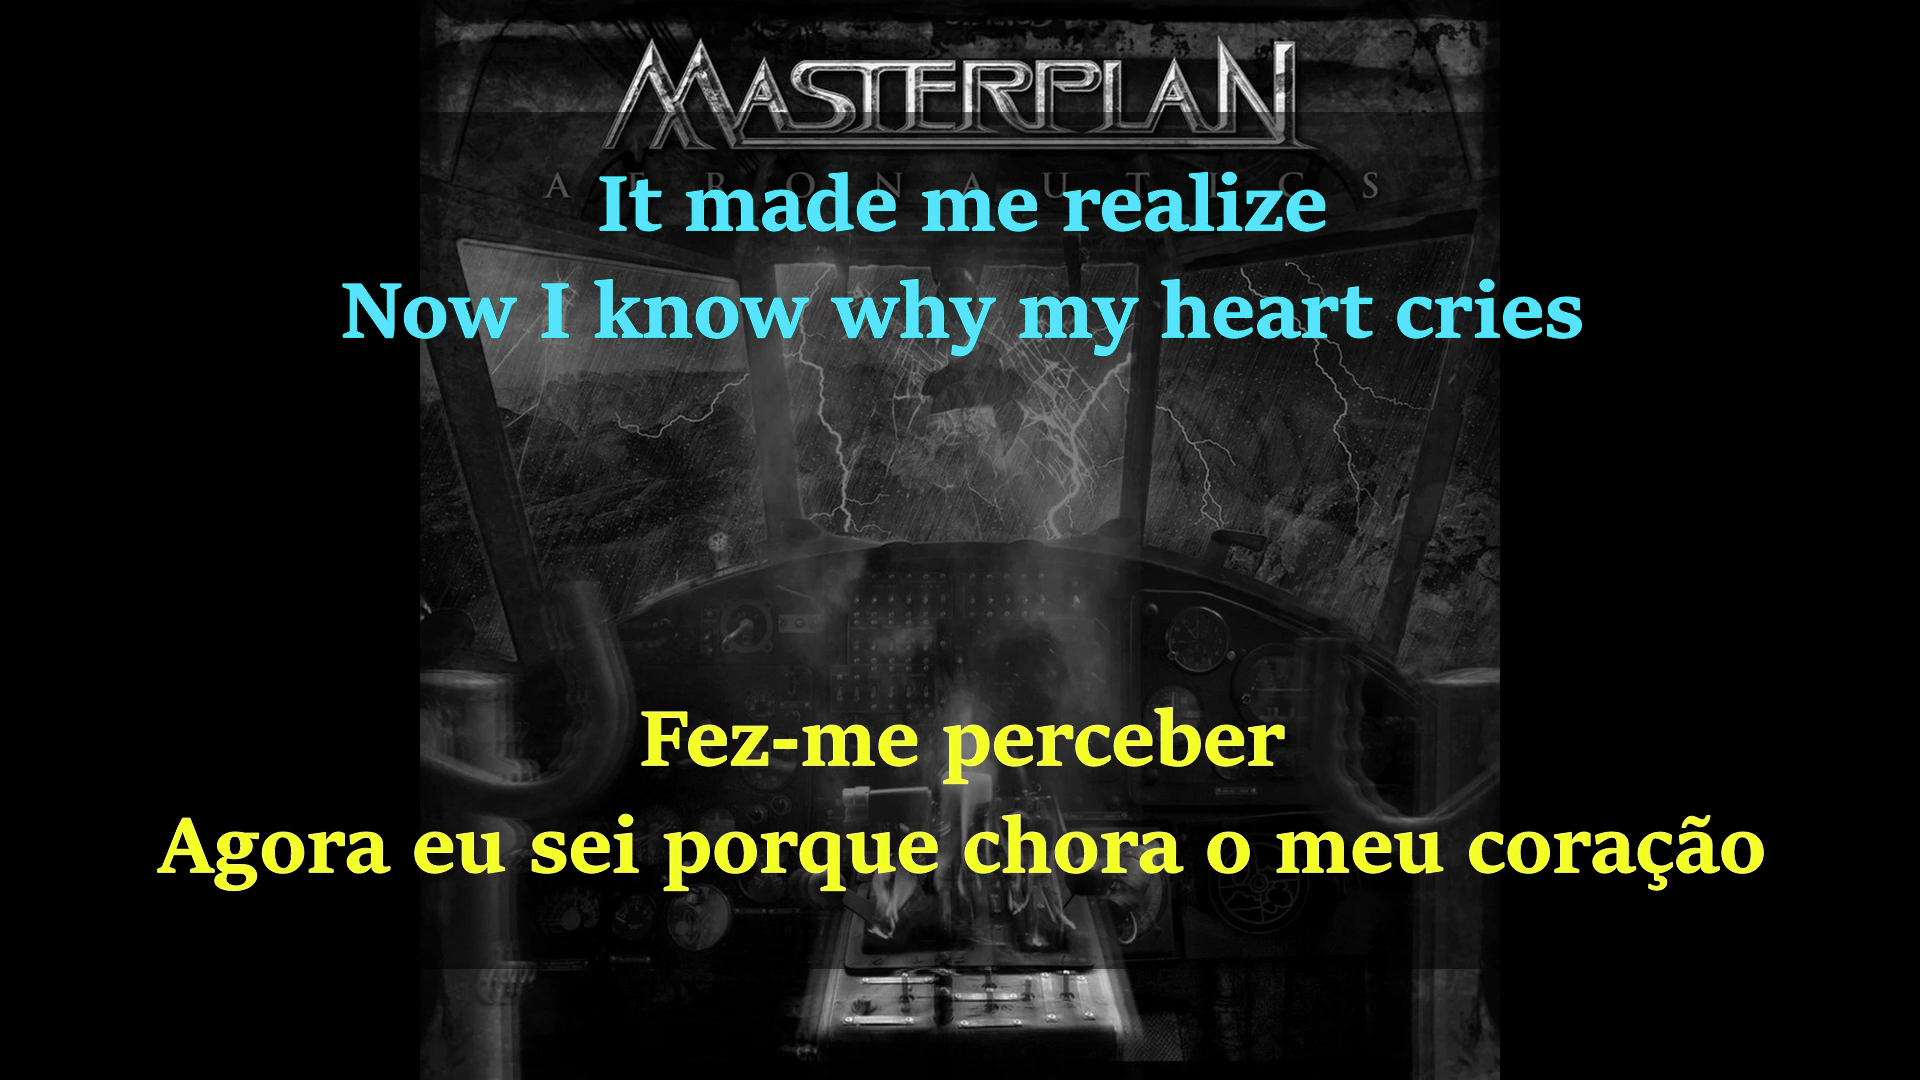 MASTERPLAN
AERONAUTICS
It made me realize
Now I know why my heart cries
Fez-me perceber
Agora eu sei porque chora o meu coração